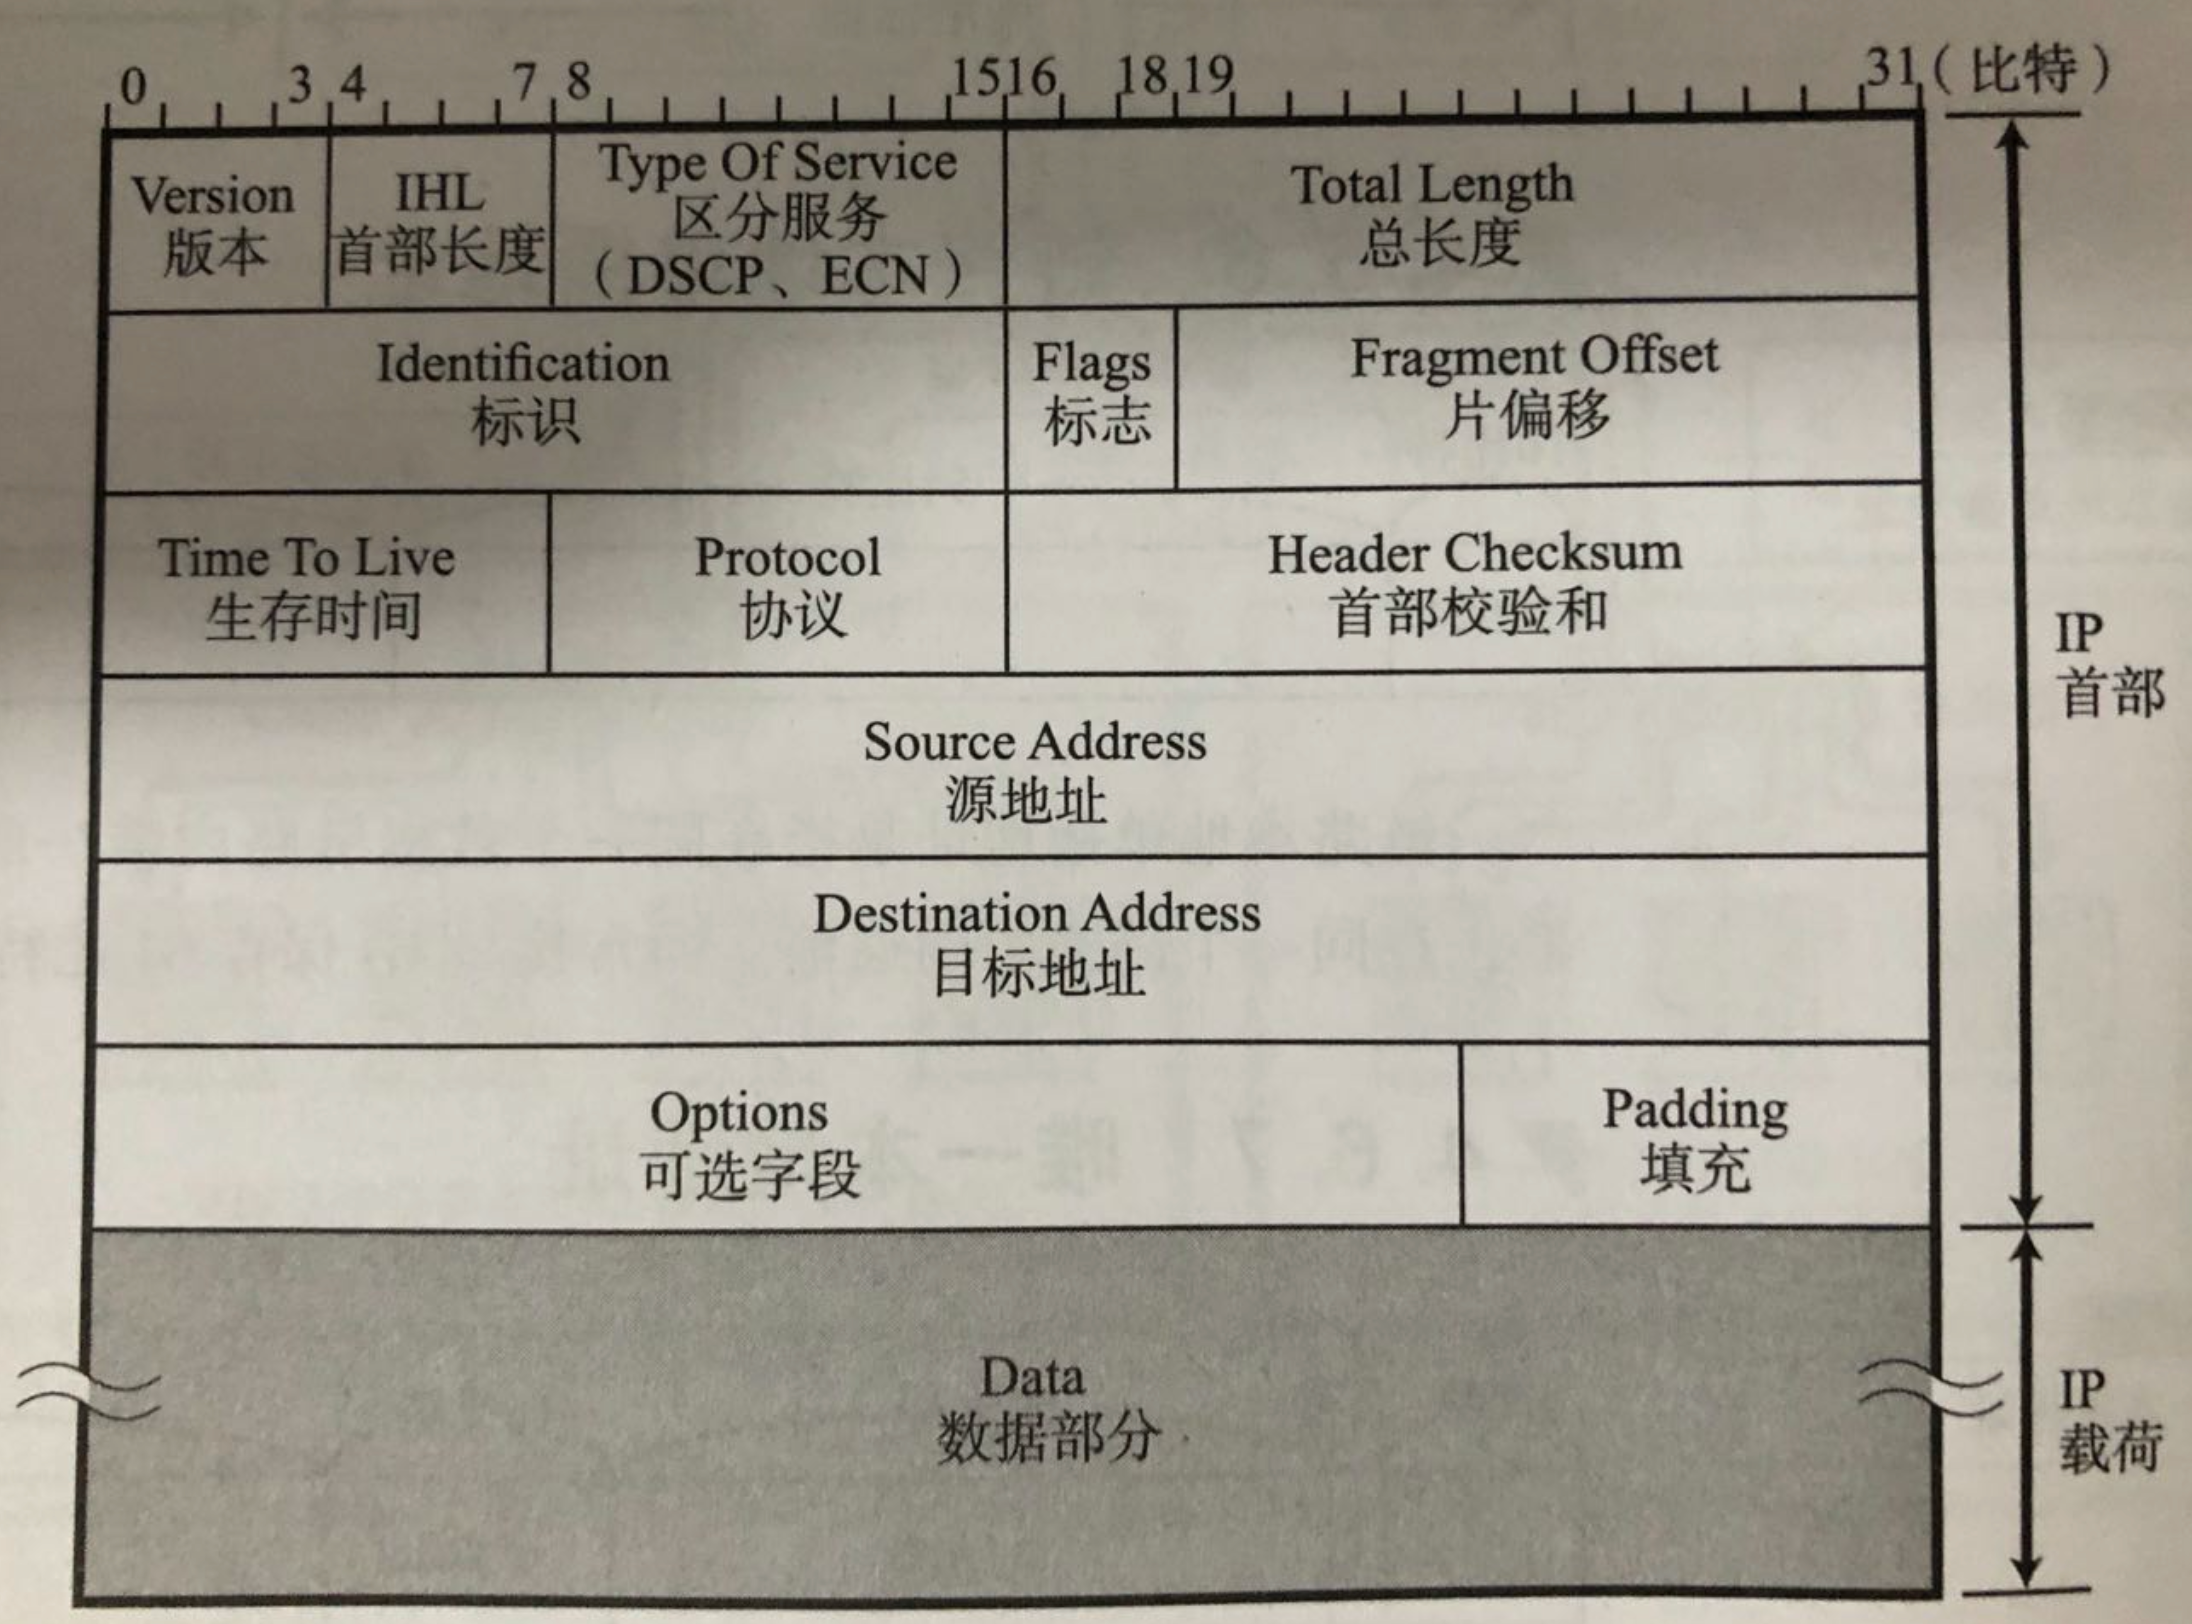 0 3 4 7 8 15 16 18 19 31（比特）
Version
版本
IHL
首部长度
Type Of Service
区分服务
（DSCP、ECN）
Total Length
总长度
Identification
标识
Flags
标志
Fragment Offset
片偏移
Time To Live
生存时间
Protocol
协议
Header Checksum
首部校验和
IP
首部
Source Address
源地址
Destination Address
目标地址
Options
可选字段
Padding
填充
Data
数据部分
IP
载荷